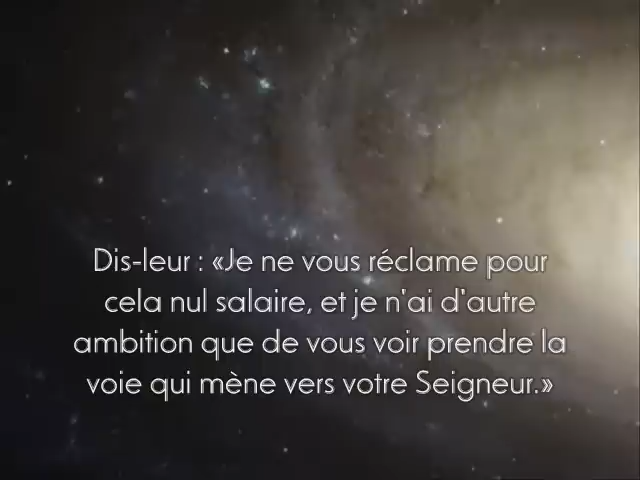 Dis-leur : «Je ne vous réclame pour
cela nul salaire, et je n'ai d'autre
ambition que de vous voir prendre la
voie qui mène vers votre Seigneur.»